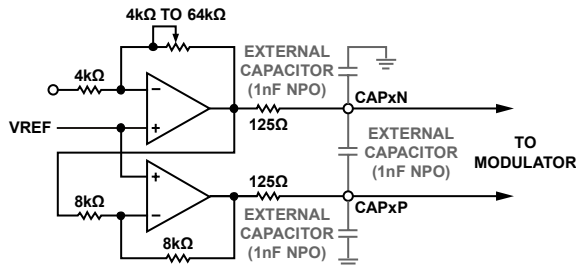 4kΩ TO 64kΩ
EXTERNAL
CAPACITOR
(1nF NPO)
4kΩ
CAPxN
125Ω
VREF
EXTERNAL
CAPACITOR
(1nF NPO)
TO
MODULATOR
125Ω
8kΩ
CAPxP
EXTERNAL
CAPACITOR
(1nF NPO)
8kΩ